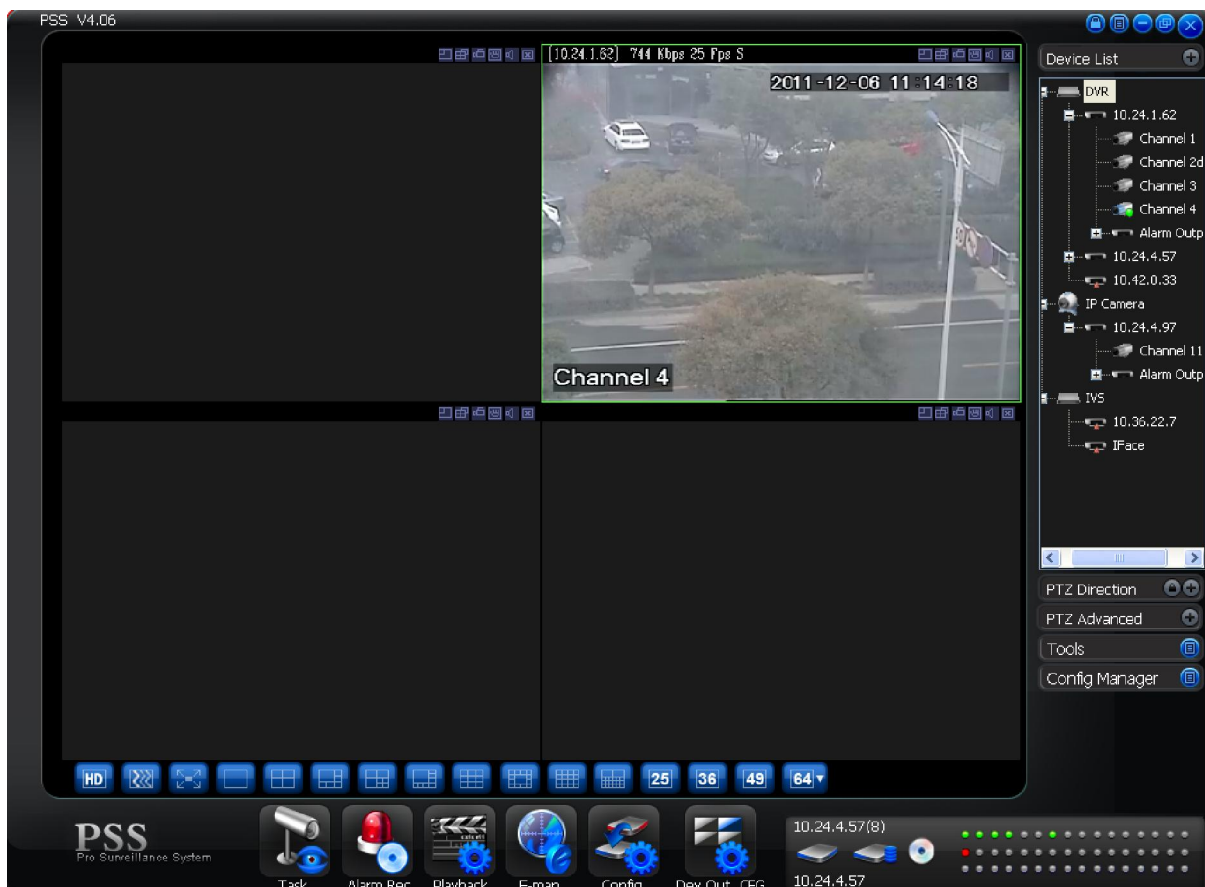 PSS V4.06
[10.24.1.62] 744 Kbps 25 Fps S
2011-12-06 11:14:18
Channel 4
Device List
DVR
10.24.1.62
Channel 1
Channel 2d
Channel 3
Channel 4
Alarm Outp
10.24.4.57
10.42.0.33
IP Camera
10.24.4.97
Channel 11
Alarm Outp
IVS
10.36.22.7
IFace
PTZ Direction
PTZ Advanced
Tools
Config Manager
HD
25
36
49
64
PSS
Pro Surveillance System
Task
Alarm Rec
Playback
E-map
Config
Dev Out CFG
10.24.4.57(8)
10.24.4.57